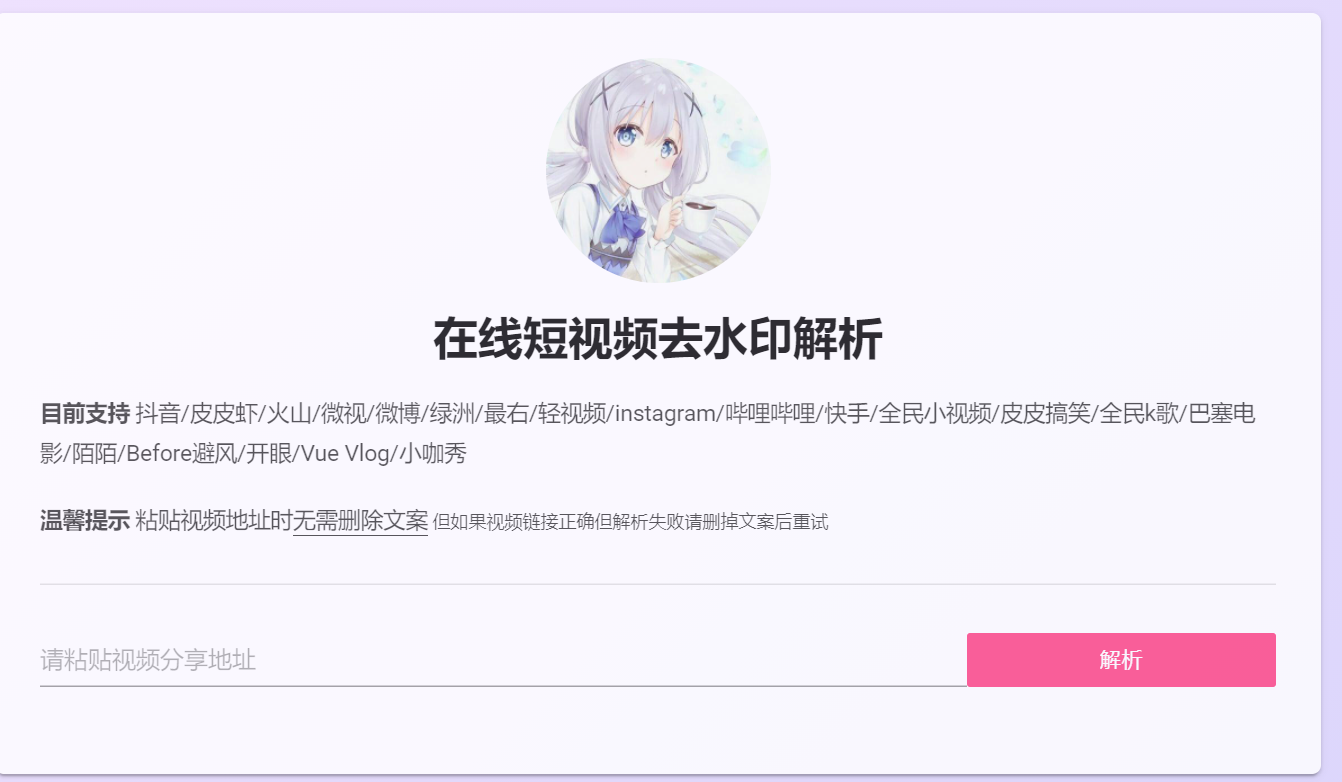 在线短视频去水印解析
目前支持 抖音/皮皮虾/火山/微视/微博/绿洲/最右/轻视频/instagram/哔哩哔哩/快手/全民小视频/皮皮搞笑/全民k歌/巴塞电
影/陌陌/Before避风/开眼/Vue Vlog/小咖秀
温馨提示 粘贴视频地址时无需删除文案 但如果视频链接正确但解析失败请删掉文案后重试
请粘贴视频分享地址
解析